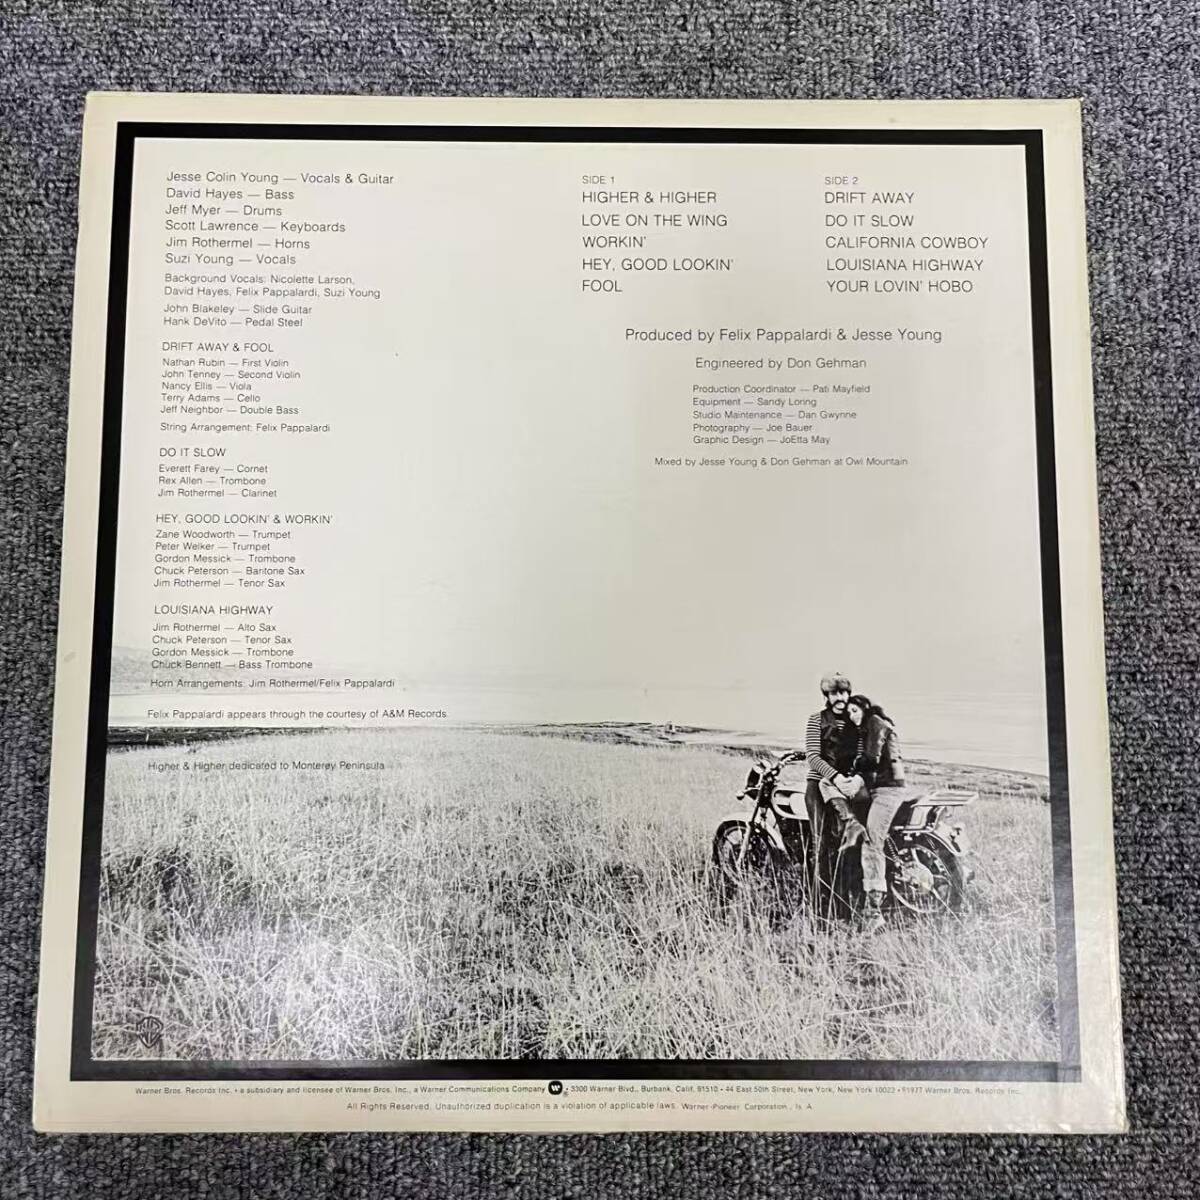 Jesse Colin Young — Vocals & Guitar
David Hayes — Bass
Jeff Myer — Drums
Scott Lawrence — Keyboards
Jim Rothermel — Horns
Suzi Young — Vocals
Background Vocals: Nicolette Larson,
David Hayes, Felix Pappalardi, Suzi Young
John Blakeley — Slide Guitar
Hank DeVito — Pedal Steel
DRIFT AWAY & FOOL
Nathan Rubin — First Violin
John Tenney — Second Violin
Nancy Ellis — Viola
Terry Adams — Cello
Jeff Neighbor — Double Bass
String Arrangement: Felix Pappalardi
DO IT SLOW
Everett Farey — Cornet
Rex Allen — Trombone
Jim Rothermel — Clarinet
HEY, GOOD LOOKIN' & WORKIN'
Zane Woodworth — Trumpet
Peter Welker — Trumpet
Gordon Messick — Trombone
Chuck Peterson — Baritone Sax
Jim Rothermel — Tenor Sax
LOUISIANA HIGHWAY
Jim Rothermel — Alto Sax
Chuck Peterson — Tenor Sax
Gordon Messick — Trombone
Chuck Bennett — Bass Trombone
Horn Arrangements: Jim Rothermel/Felix Pappalardi
Felix Pappalardi appears through the courtesy of A&M Records.
Higher & Higher dedicated to Monterey Peninsula
SIDE 1
HIGHER & HIGHER
LOVE ON THE WING
WORKIN'
HEY, GOOD LOOKIN'
FOOL
SIDE 2
DRIFT AWAY
DO IT SLOW
CALIFORNIA COWBOY
LOUISIANA HIGHWAY
YOUR LOVIN' HOBO
Produced by Felix Pappalardi & Jesse Young
Engineered by Don Gehman
Production Coordinator — Pati Mayfield
Equipment — Sandy Loring
Studio Maintenance — Dan Gwynne
Photography — Joe Bauer
Graphic Design — JoEtta May
Mixed by Jesse Young & Don Gehman at Owl Mountain
WB
Warner Bros. Records Inc. • a subsidiary and licensee of Warner Bros. Inc., a Warner Communications Company W ® • 3300 Warner Blvd., Burbank, Calif. 91510 • 44 East 50th Street, New York, New York 10022 • ©1977 Warner Bros. Records Inc.
All Rights Reserved. Unauthorized duplication is a violation of applicable laws. Warner-Pioneer Corporation,